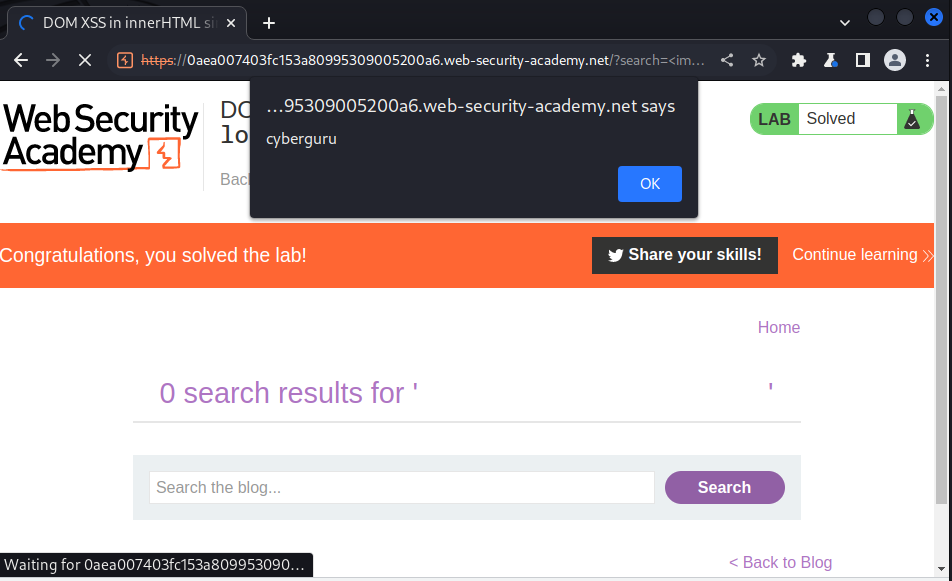 DOM XSS in innerHTML si
https://0aea007403fc153a80995309005200a6.web-security-academy.net/?search=<im...
...95309005200a6.web-security-academy.net says
cyberguru
OK
WebSecurity
Academy
DO
lo
Bac
LAB Solved
Congratulations, you solved the lab!
Share your skills!
Continue learning
Home
0 search results for ' '
Search the blog...
Search
Waiting for 0aea007403fc153a809953090...
< Back to Blog